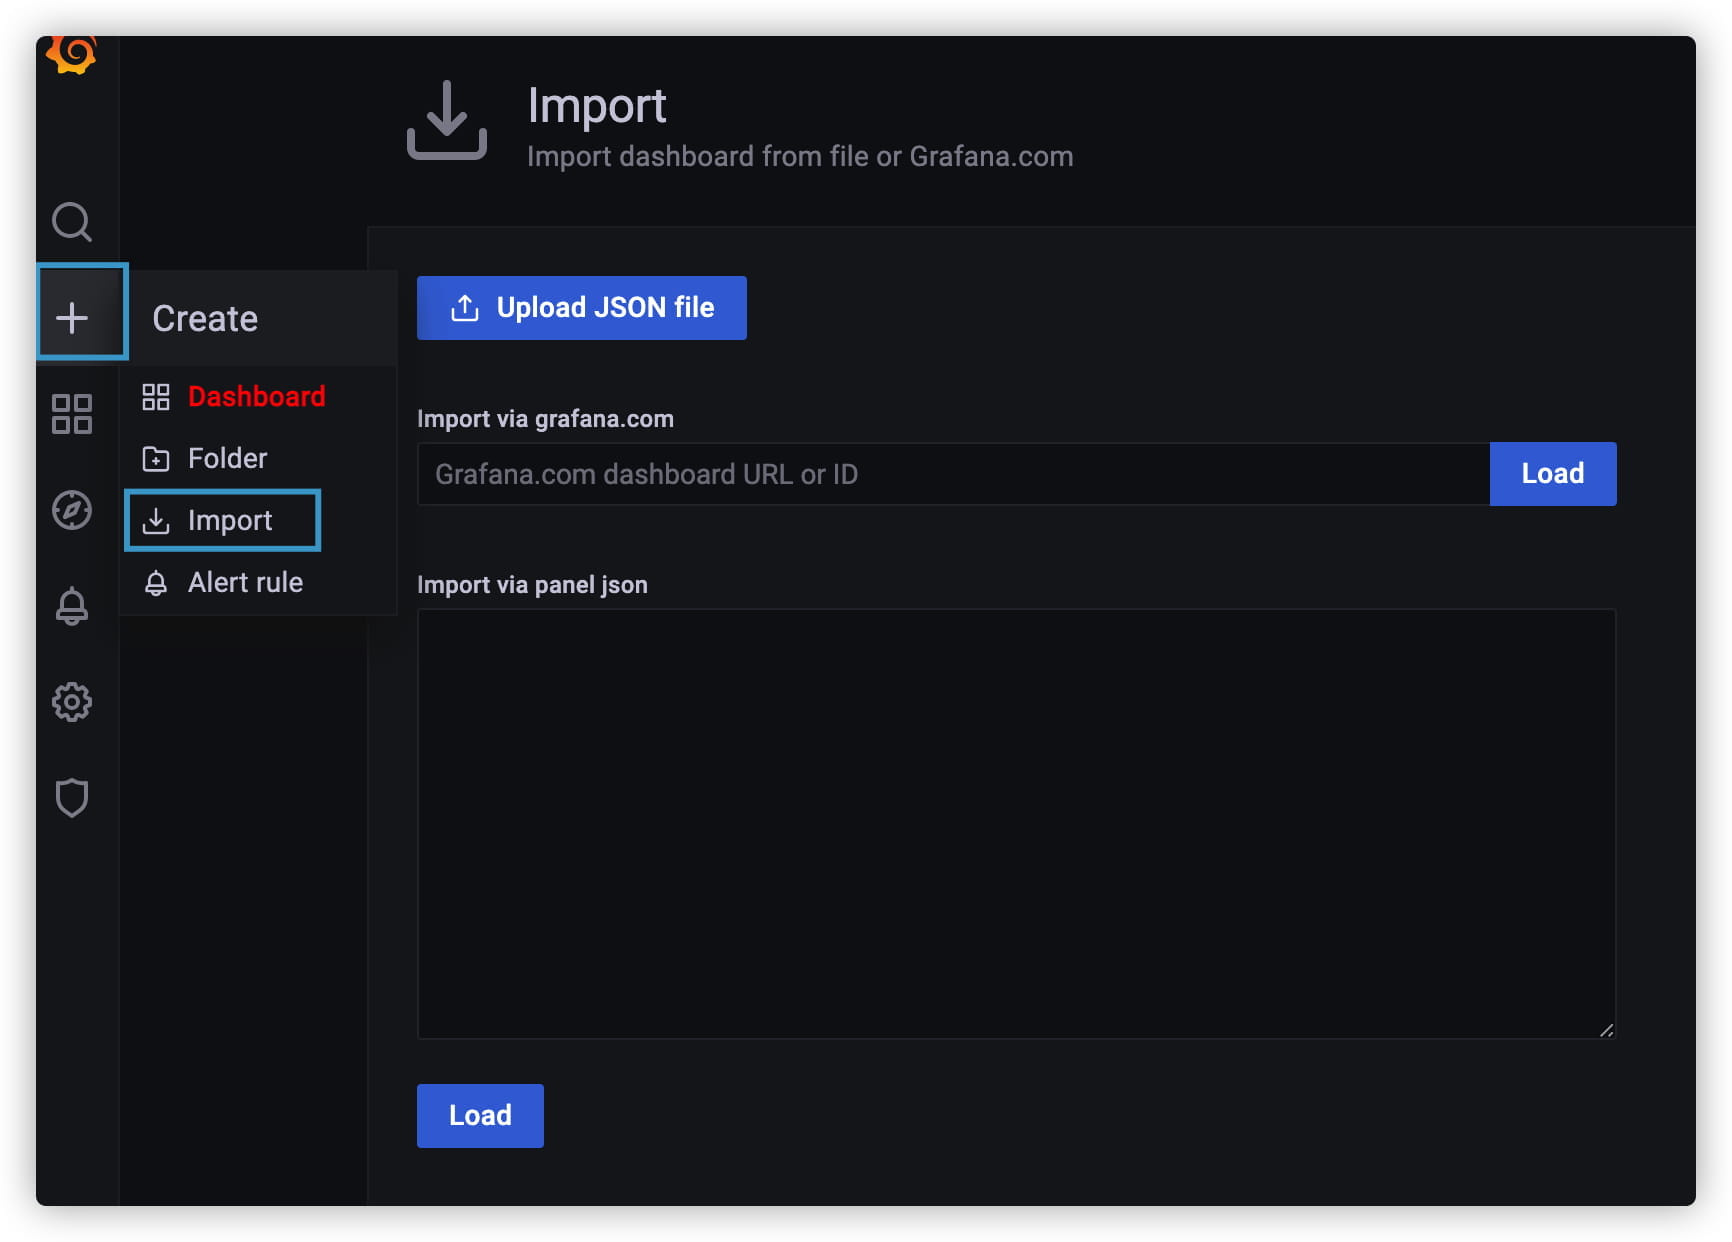 Import
Import dashboard from file or Grafana.com
Create
Dashboard
Folder
Import
Alert rule
Upload JSON file
Import via grafana.com
Grafana.com dashboard URL or ID
Load
Import via panel json
Load